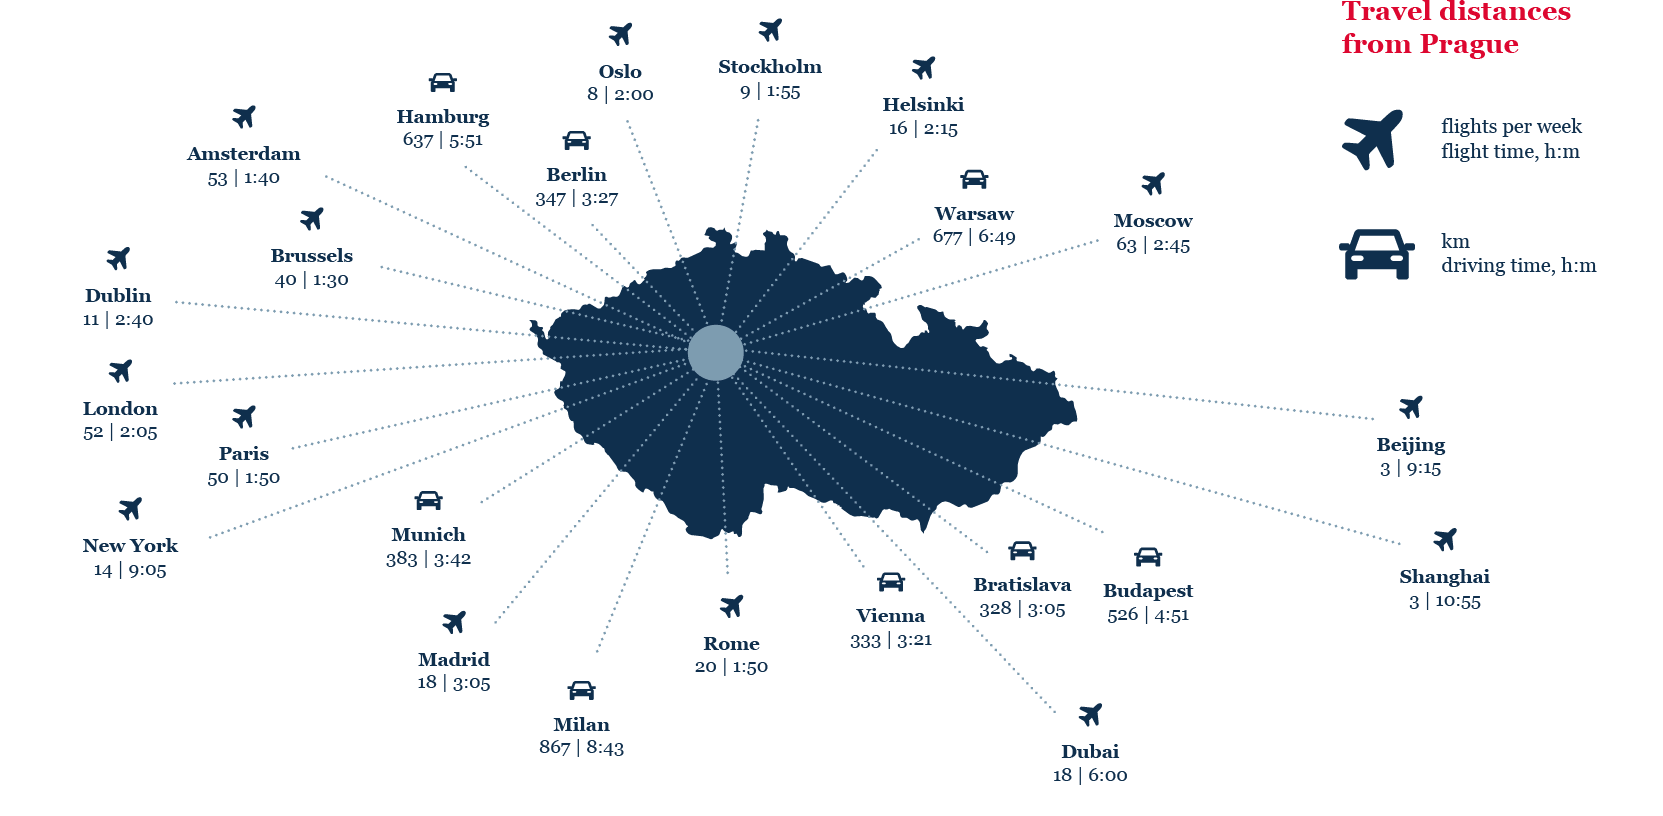 Travel distances
from Prague
flights per week
flight time, h:m
km
driving time, h:m
Stockholm
9 | 1:55
Oslo
8 | 2:00
Helsinki
16 | 2:15
Hamburg
637 | 5:51
Amsterdam
53 | 1:40
Berlin
347 | 3:27
Warsaw
677 | 6:49
Moscow
63 | 2:45
Brussels
40 | 1:30
Dublin
11 | 2:40
London
52 | 2:05
Paris
50 | 1:50
Beijing
3 | 9:15
New York
14 | 9:05
Munich
383 | 3:42
Shanghai
3 | 10:55
Bratislava
328 | 3:05
Budapest
526 | 4:51
Vienna
333 | 3:21
Rome
20 | 1:50
Madrid
18 | 3:05
Milan
867 | 8:43
Dubai
18 | 6:00